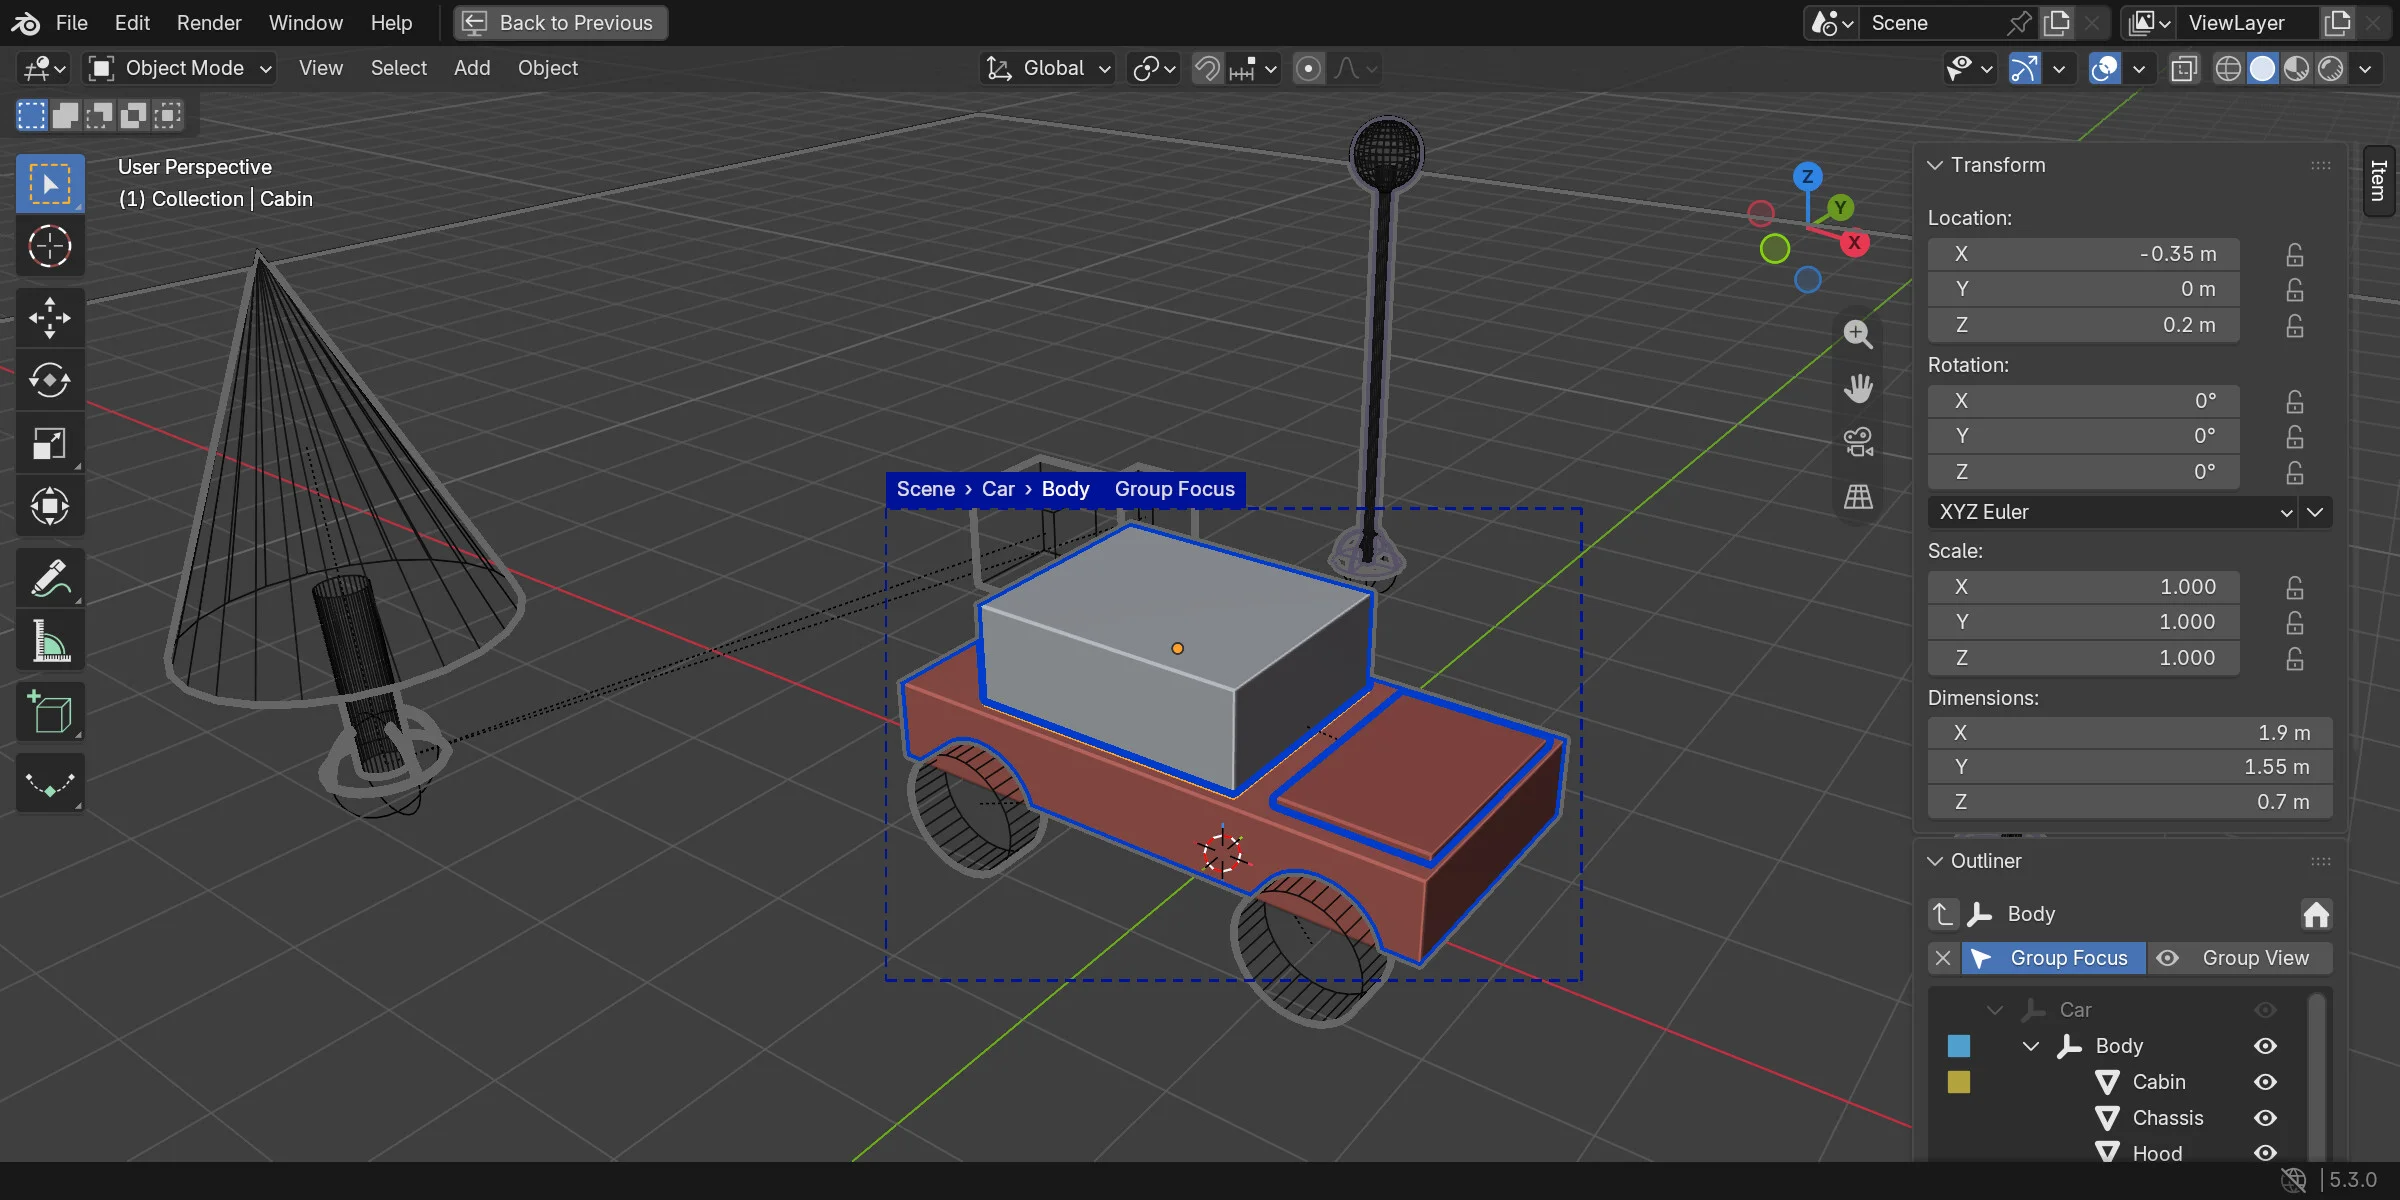 File Edit Render Window Help Back to Previous Scene ViewLayer
Object Mode View Select Add Object Global
User Perspective
(1) Collection | Cabin
Z
Y
X
Scene › Car › Body Group Focus
Item
Transform
Location:
X -0.35 m
Y 0 m
Z 0.2 m
Rotation:
X 0°
Y 0°
Z 0°
XYZ Euler
Scale:
X 1.000
Y 1.000
Z 1.000
Dimensions:
X 1.9 m
Y 1.55 m
Z 0.7 m
Outliner
Body
Group Focus Group View
Car
Body
Cabin
Chassis
Hood
5.3.0